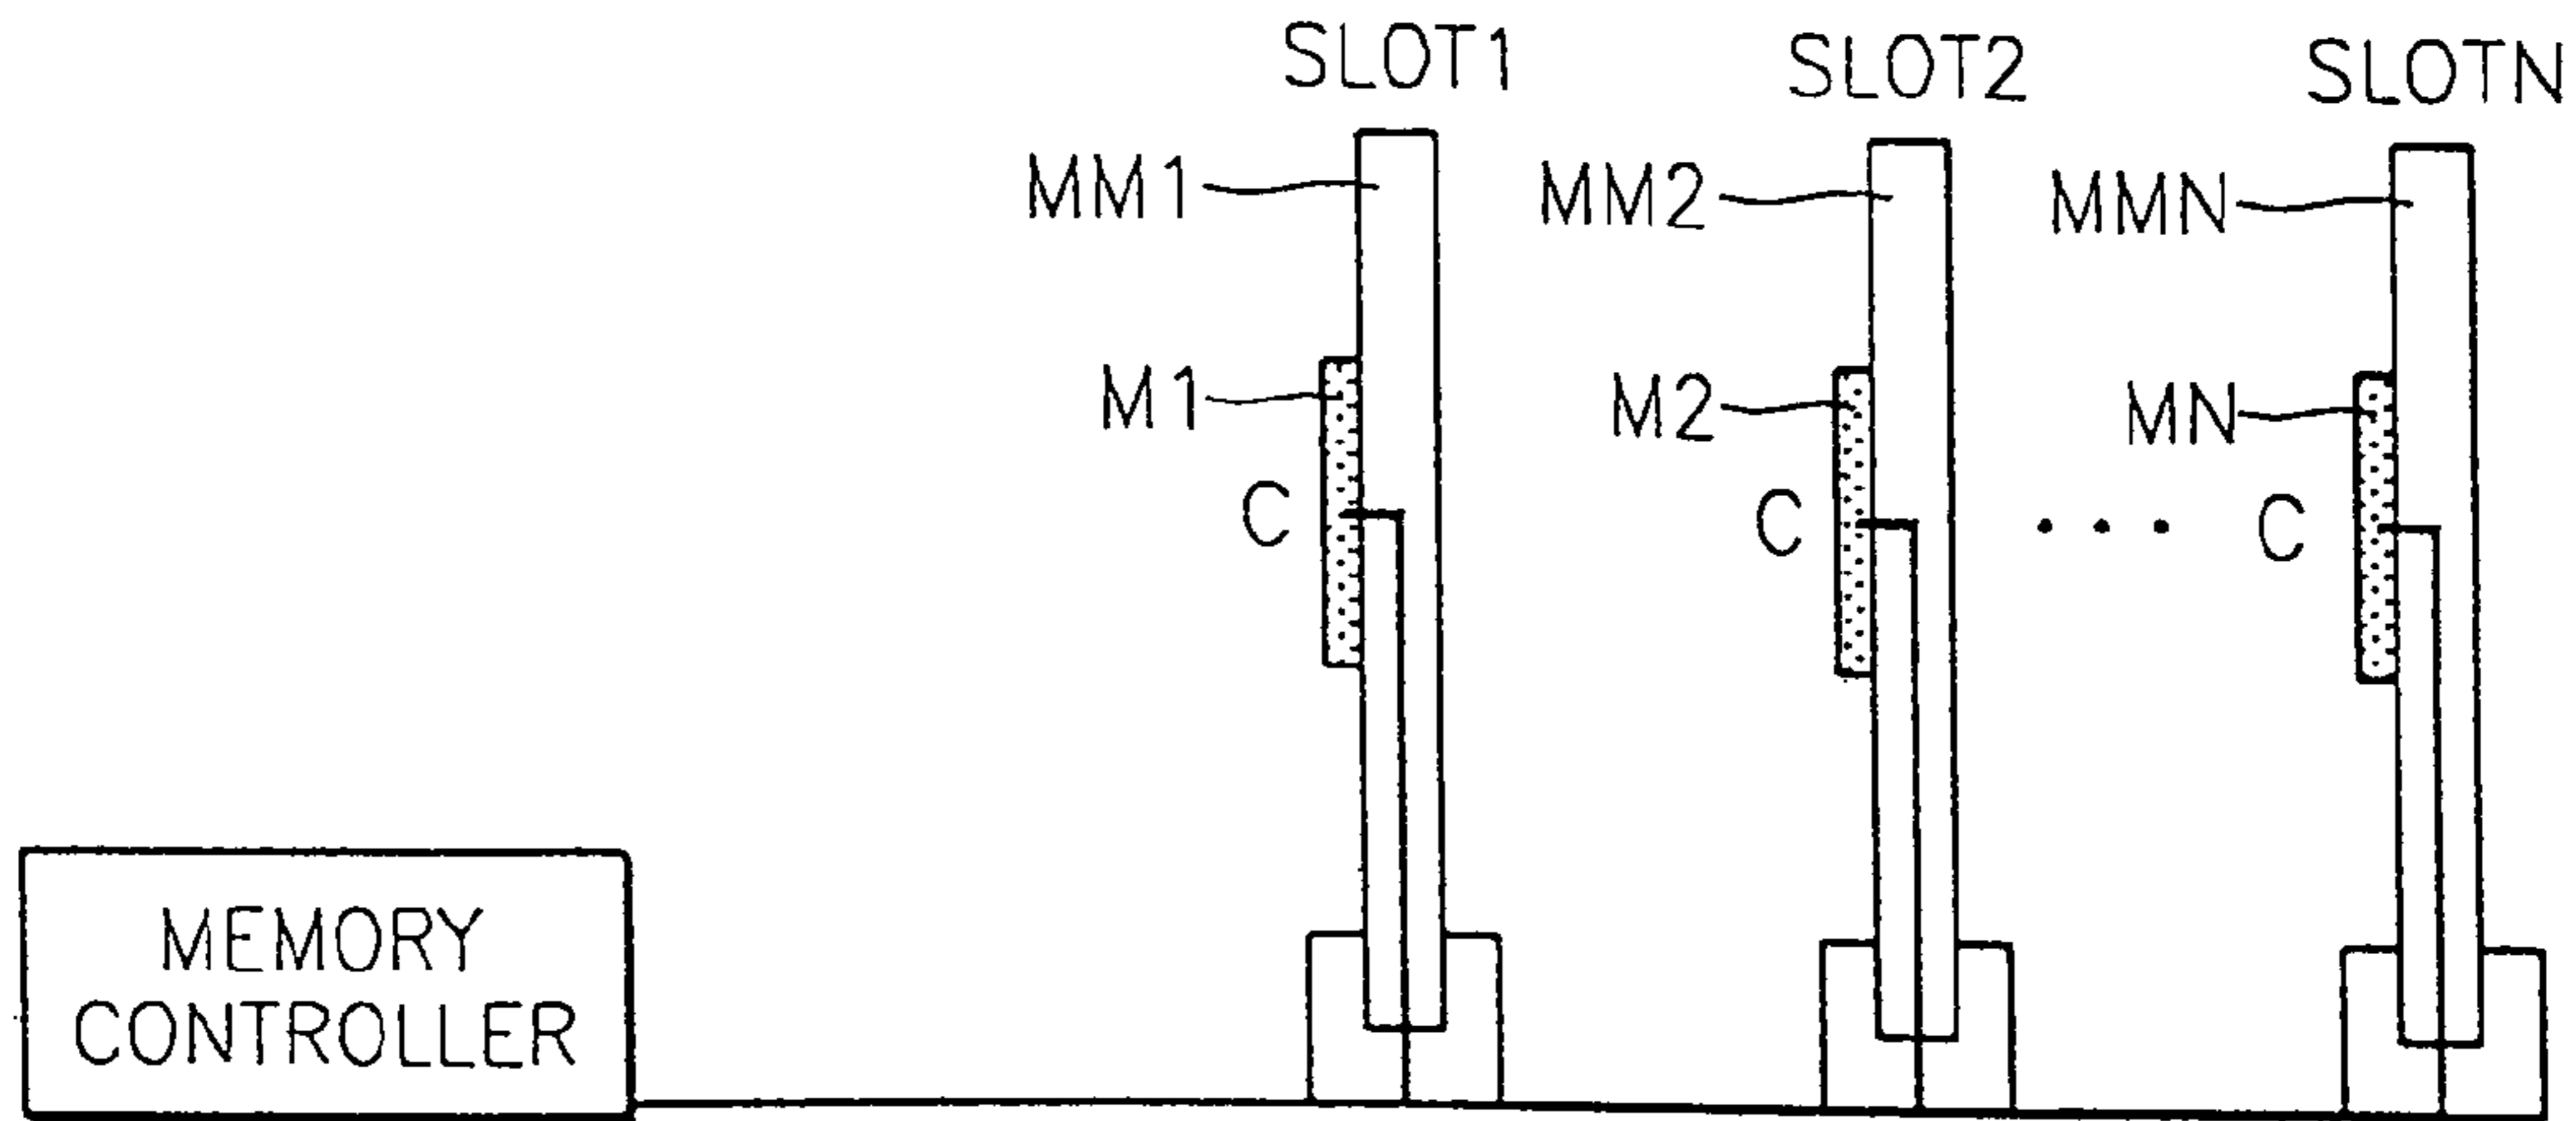 SLOT1 SLOT2 SLOTN
MM1 MM2 MMN
M1 M2 MN
C C . . . C
MEMORY
CONTROLLER